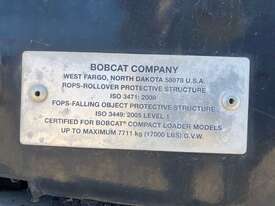 BOBCAT COMPANY
WEST FARGO, NORTH DAKOTA 58078 U.S.A.
ROPS-ROLLOVER PROTECTIVE STRUCTURE
ISO 3471: 2008
FOPS-FALLING OBJECT PROTECTIVE STRUCTURE
ISO 3449: 2005 LEVEL 1
CERTIFIED FOR BOBCAT® COMPACT LOADER MODELS
UP TO MAXIMUM 7711 kg (17000 LBS) G.V.W.